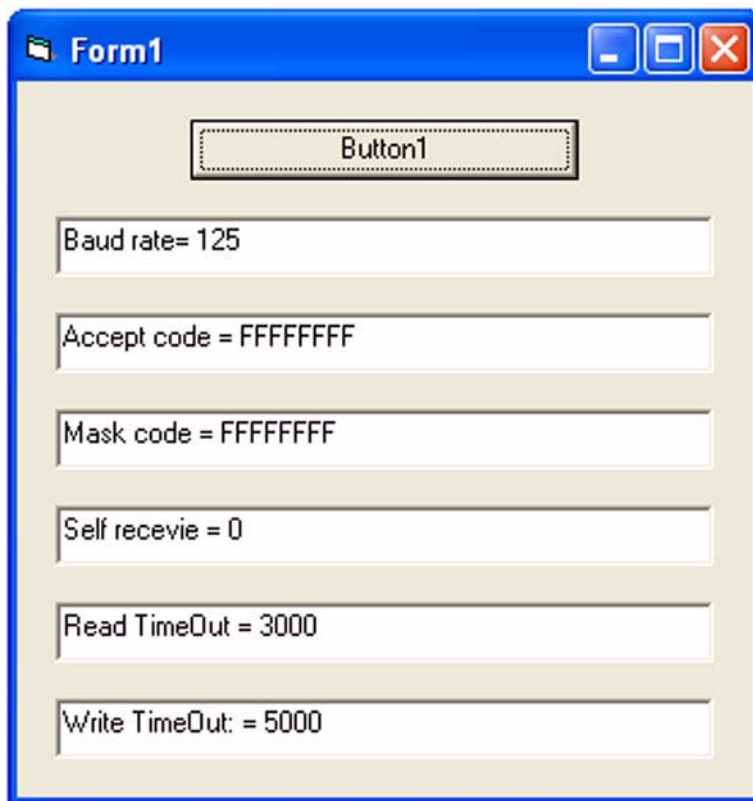 Form1
Button1
Baud rate= 125
Accept code = FFFFFFFF
Mask code = FFFFFFFF
Self recevie = 0
Read TimeOut = 3000
Write TimeOut: = 5000